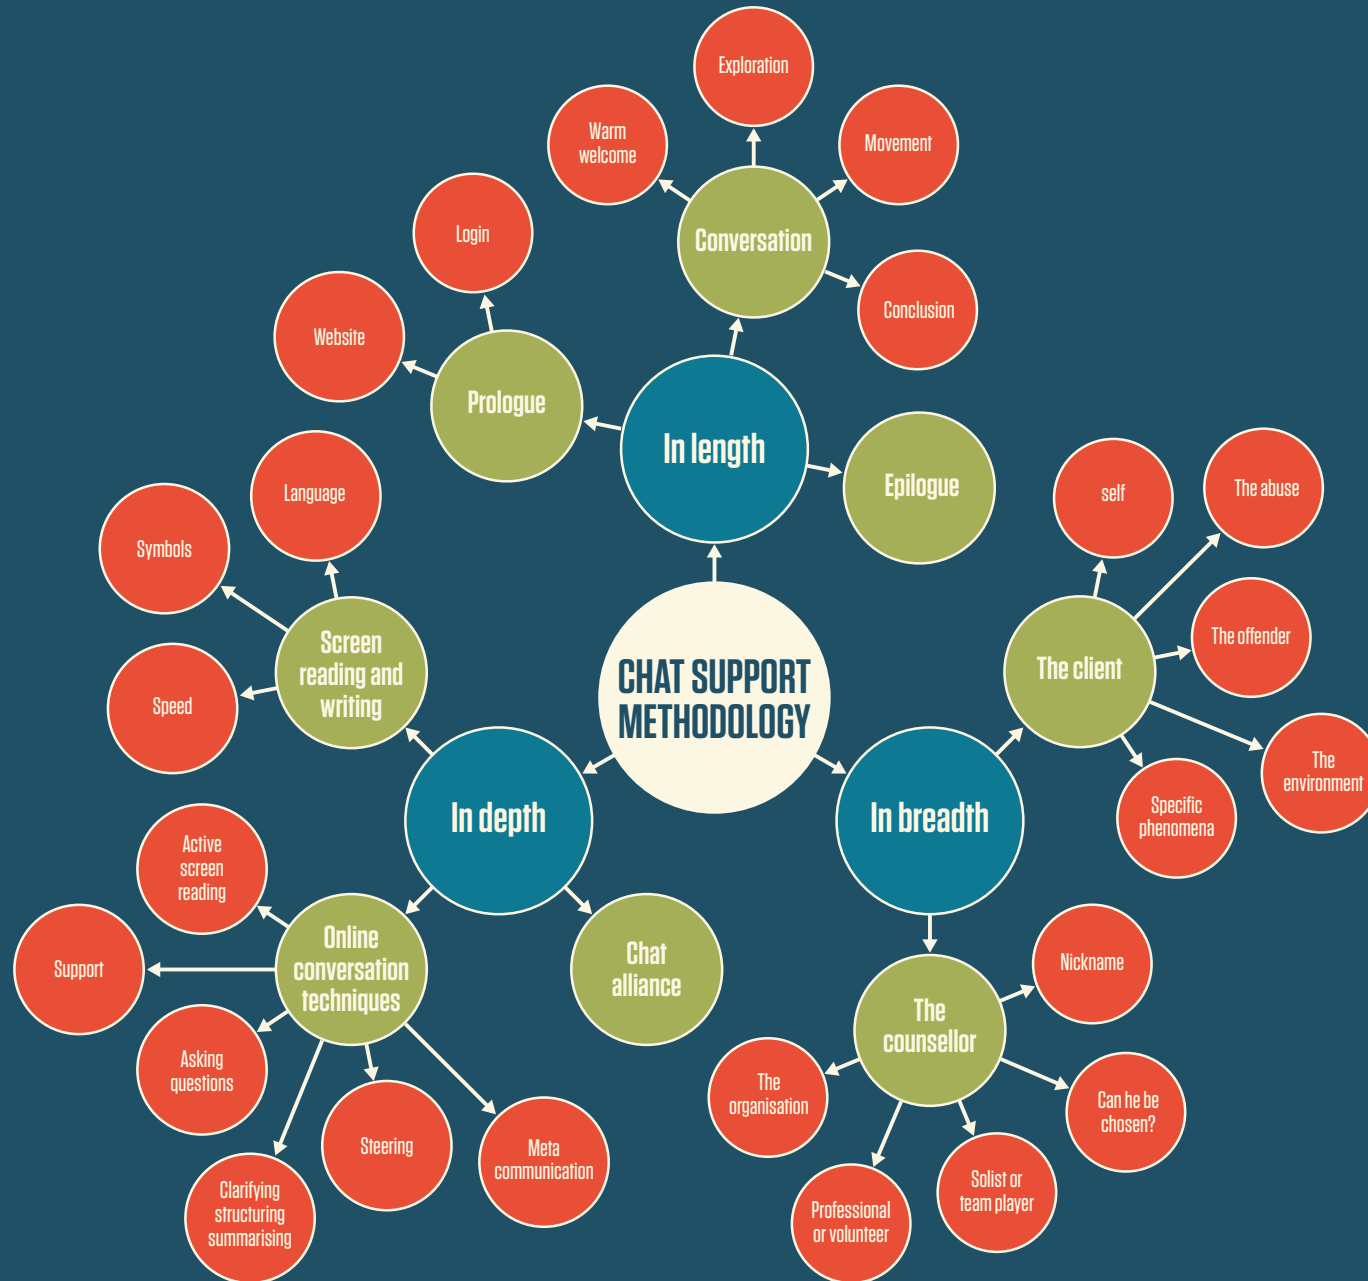 Exploration
Warm
welcome
Movement
Conversation
Conclusion
Login
Website
Prologue
In length
Epilogue
Language
Symbols
Screen
reading and
writing
Speed
self
The abuse
The offender
The client
The
environment
Specific
phenomena
CHAT SUPPORT
METHODOLOGY
In depth
In breadth
Active
screen
reading
Support
Online
conversation
techniques
Chat
alliance
Asking
questions
Steering
Meta
communication
Clarifying
structuring
summarising
Nickname
The
counsellor
The
organisation
Can he be
chosen?
Solist or
team player
Professional
or volunteer